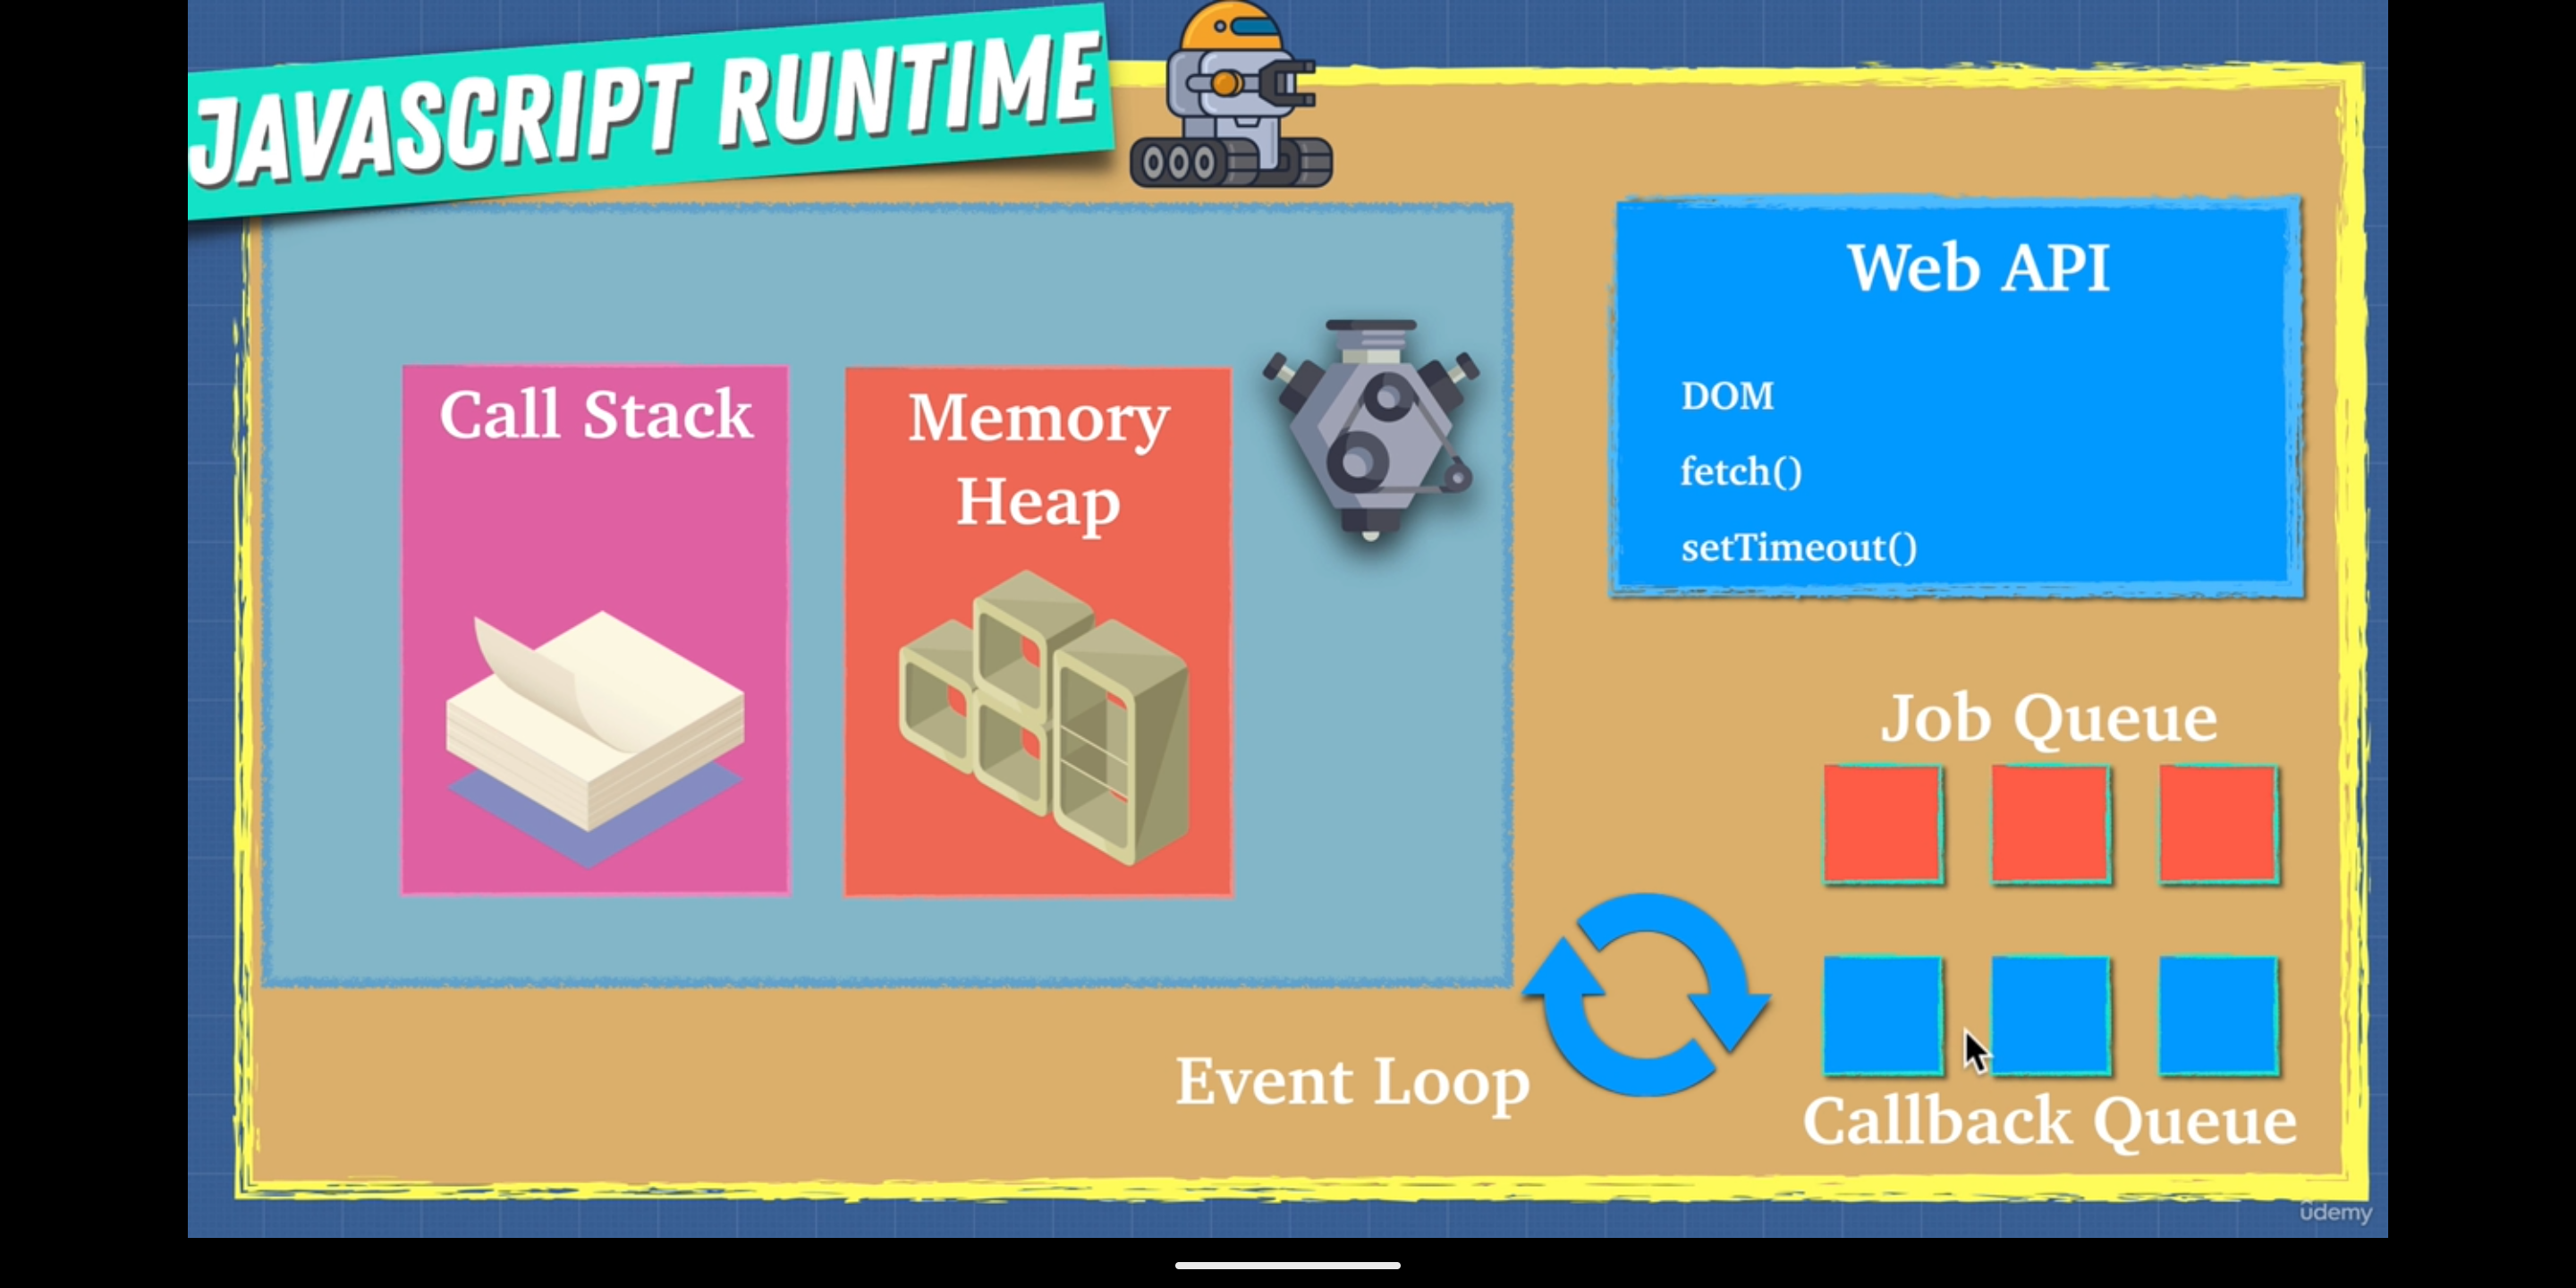 JAVASCRIPT RUNTIME
Call Stack
Memory
Heap
Web API
DOM
fetch()
setTimeout()
Job Queue
Event Loop
Callback Queue
udemy